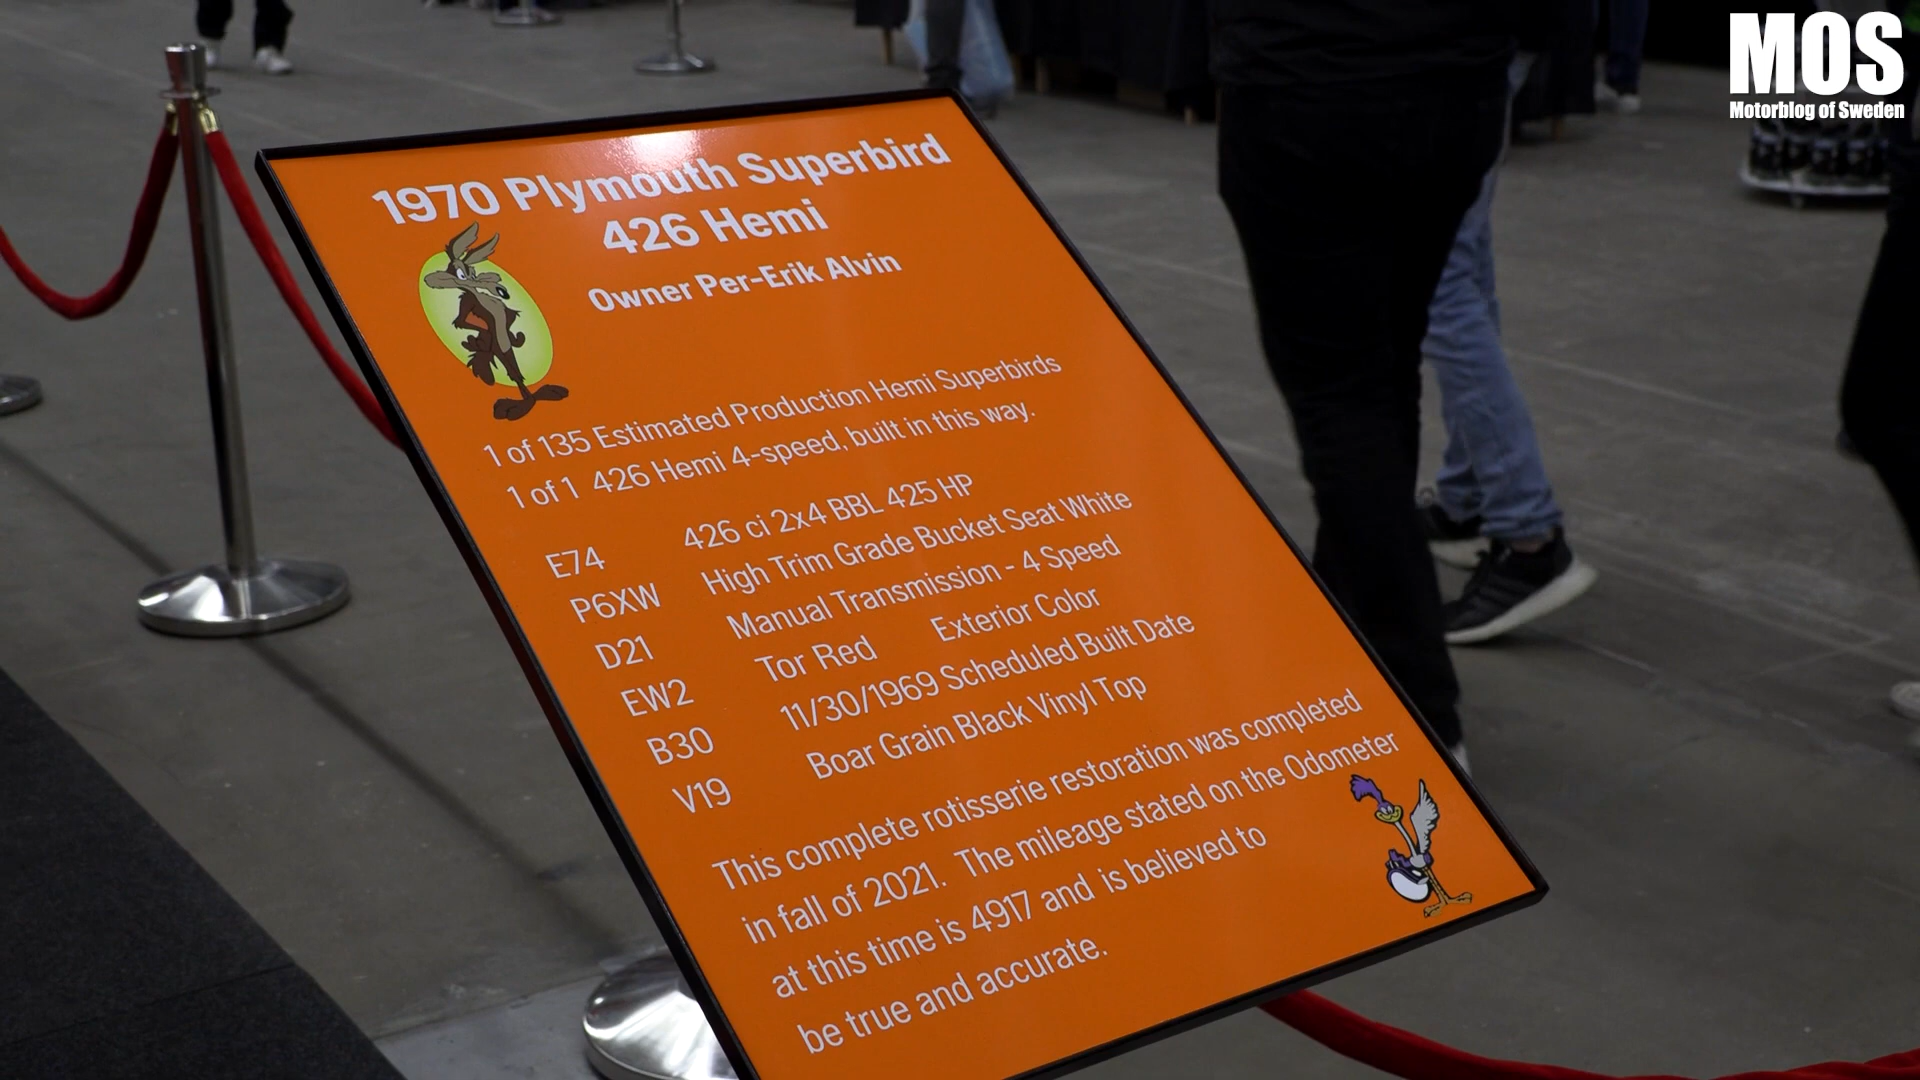 MOS
Motorblog of Sweden
1970 Plymouth Superbird
426 Hemi
Owner Per-Erik Alvin
1 of 135 Estimated Production Hemi Superbirds
1 of 1 426 Hemi 4-speed, built in this way.
E74 426 ci 2x4 BBL 425 HP
P6XW High Trim Grade Bucket Seat White
D21 Manual Transmission - 4 Speed
EW2 Tor Red Exterior Color
B30 11/30/1969 Scheduled Built Date
V19 Boar Grain Black Vinyl Top
This complete rotisserie restoration was completed
in fall of 2021. The mileage stated on the Odometer
at this time is 4917 and is believed to
be true and accurate.